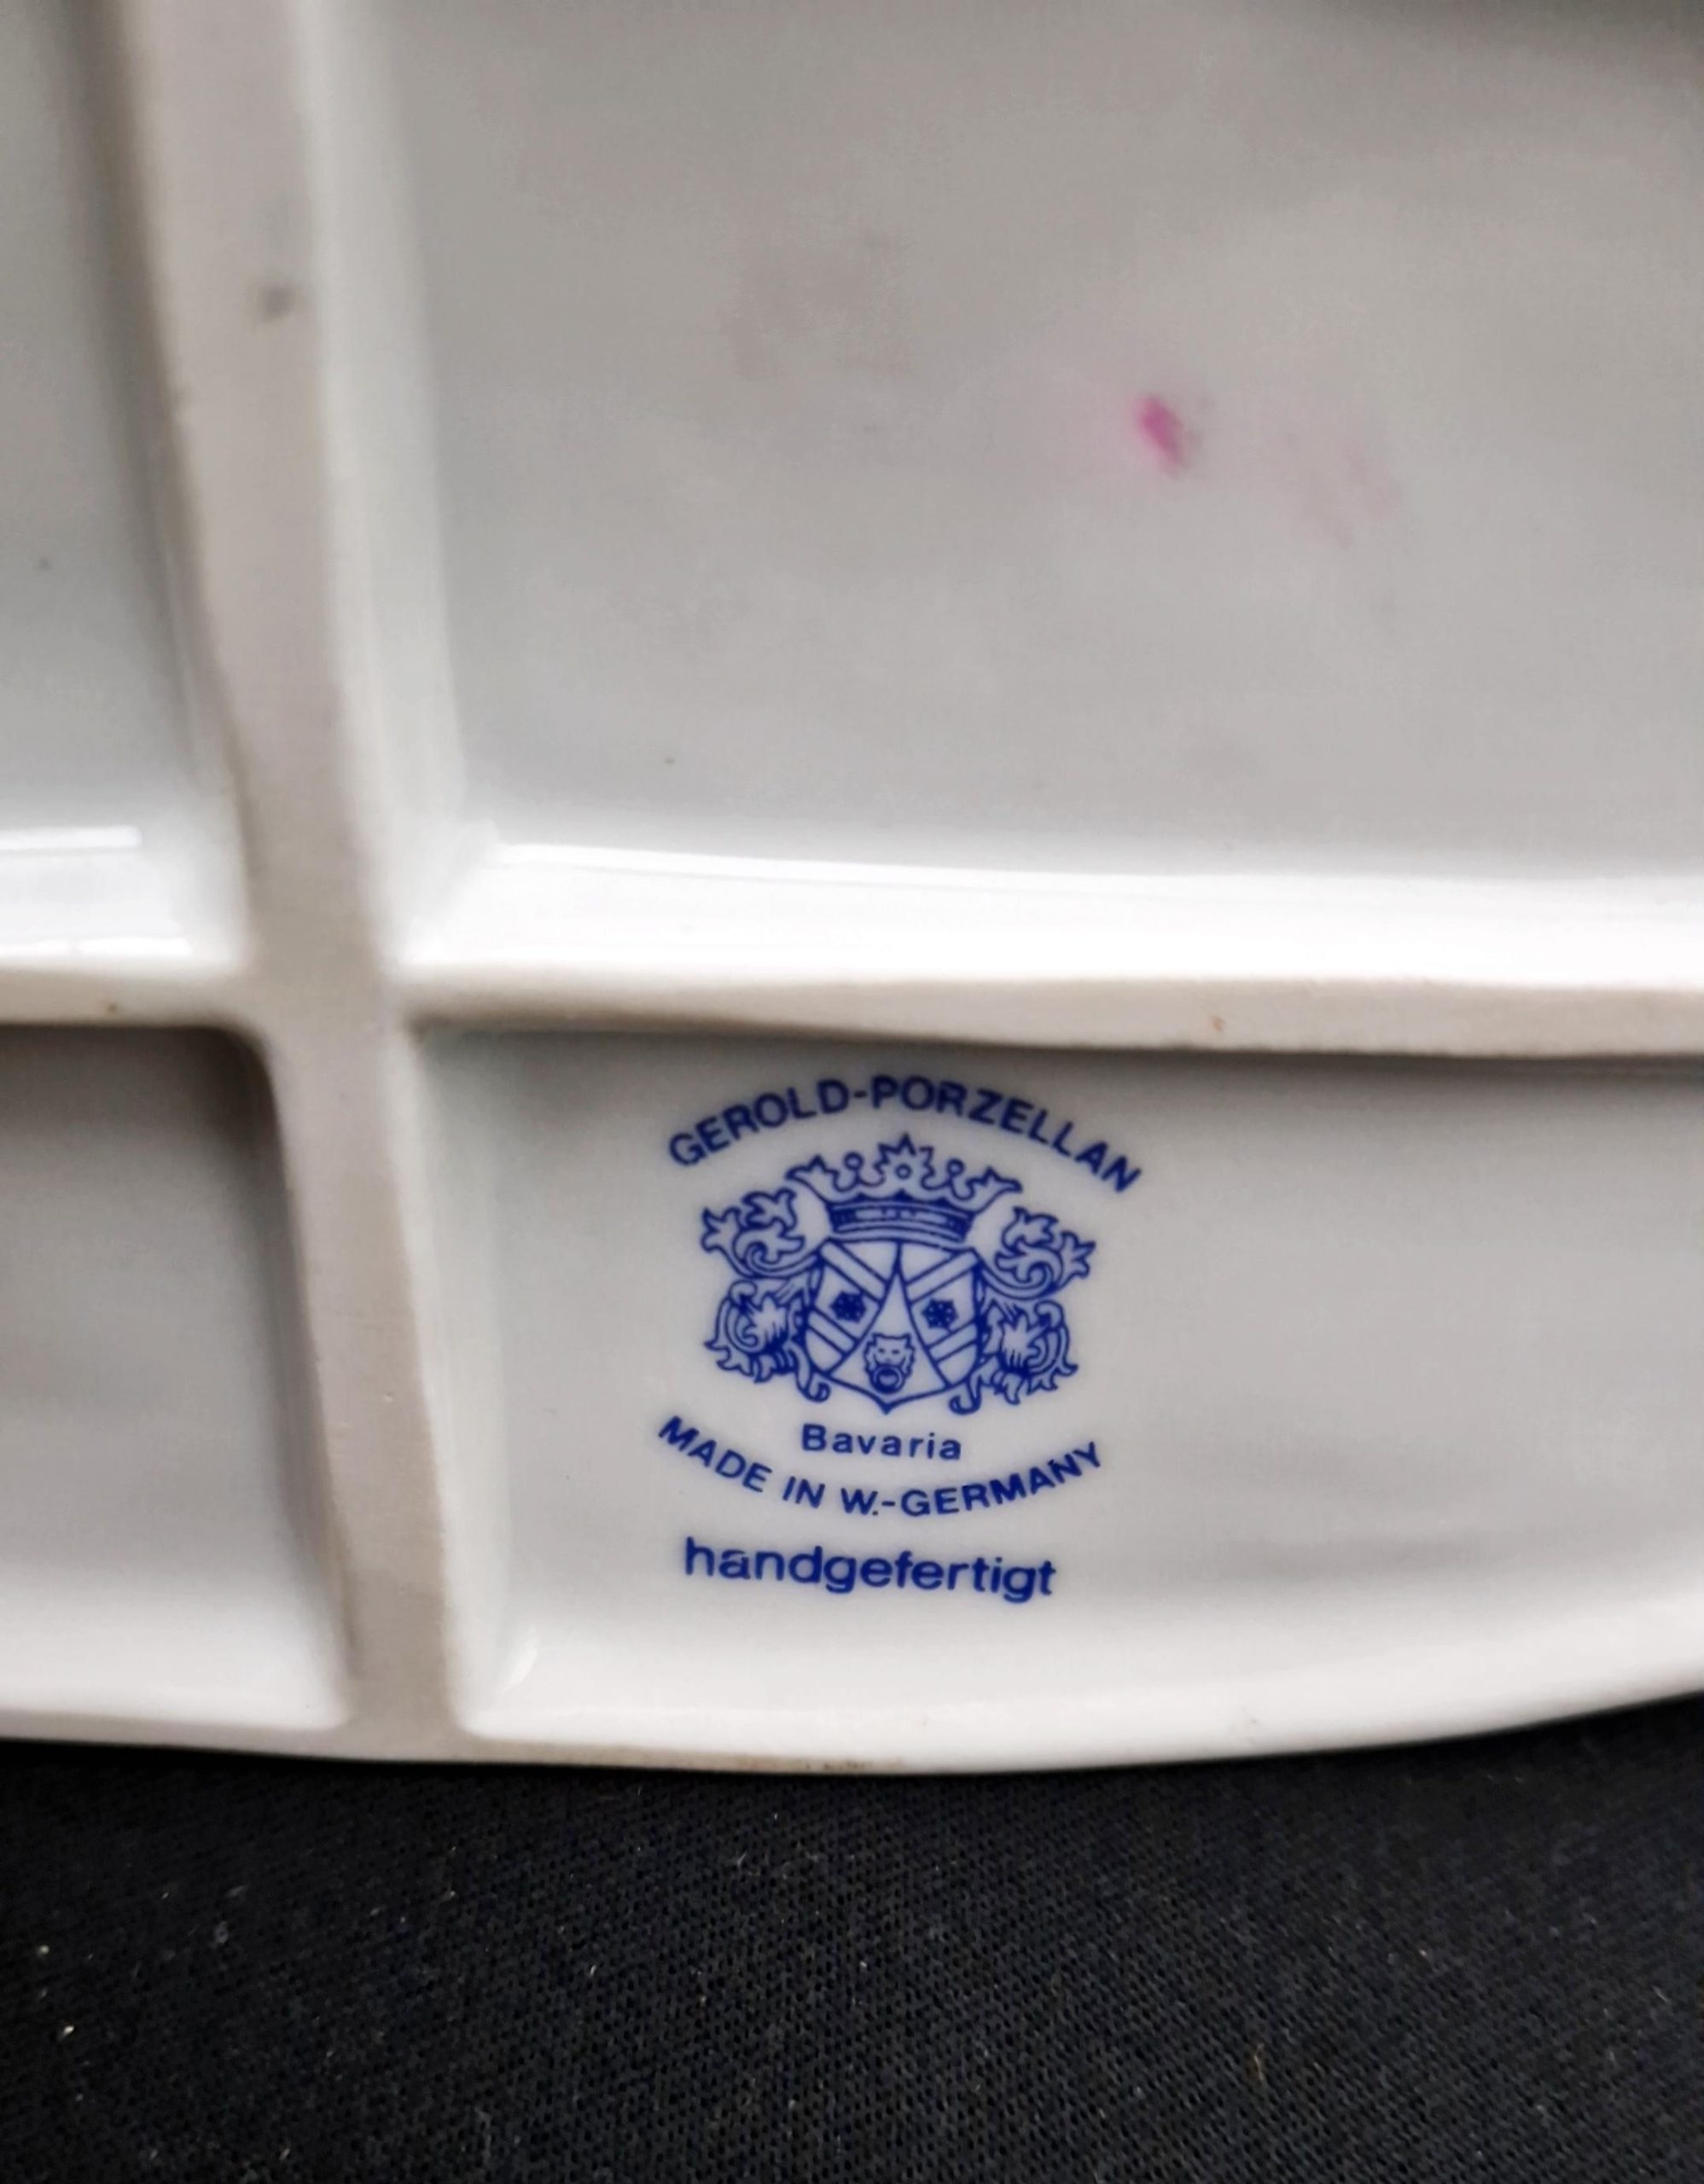 GEROLD-PORZELLAN
Bavaria
MADE IN W.-GERMANY
handgefertigt